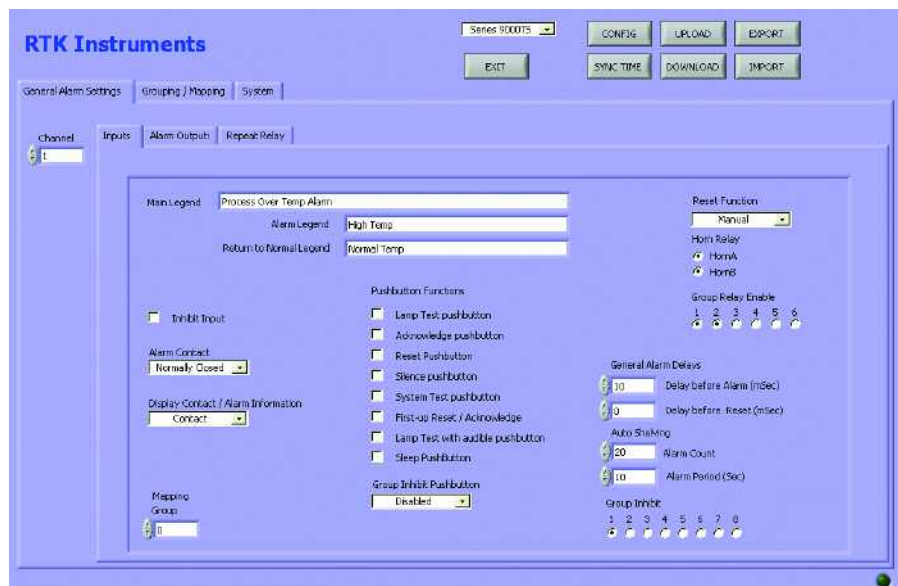 RTK Instruments
Series 9000TS
CONFIG UPLOAD EXPORT
EXIT
SYNC TIME DOWNLOAD IMPORT
General Alarm Settings Grouping / Mapping System
Channel
1
Inputs Alarm Outputs Repeat Relay
Main Legend Process Over Temp Alarm
Alarm Legend High Temp
Return to Normal Legend Normal Temp
Reset Function
Manual
Horn Relay
HornA
HornB
Group Relay Enable
1 2 3 4 5 6
Inhibit Input
Alarm Contact
Normally Closed
Display Contact / Alarm Information
Contact
Mapping
Group
0
Pushbutton Functions
Lamp Test pushbutton
Acknowledge pushbutton
Reset Pushbutton
Silence pushbutton
System Test pushbutton
First-up Reset / Acknowledge
Lamp Test with audible pushbutton
Sleep PushButton
Group Inhibit Pushbutton
Disabled
General Alarm Delays
10 Delay before Alarm (mSec)
0 Delay before Reset (mSec)
Auto Shelving
20 Alarm Count
10 Alarm Period (Sec)
Group Inhibit
1 2 3 4 5 6 7 8